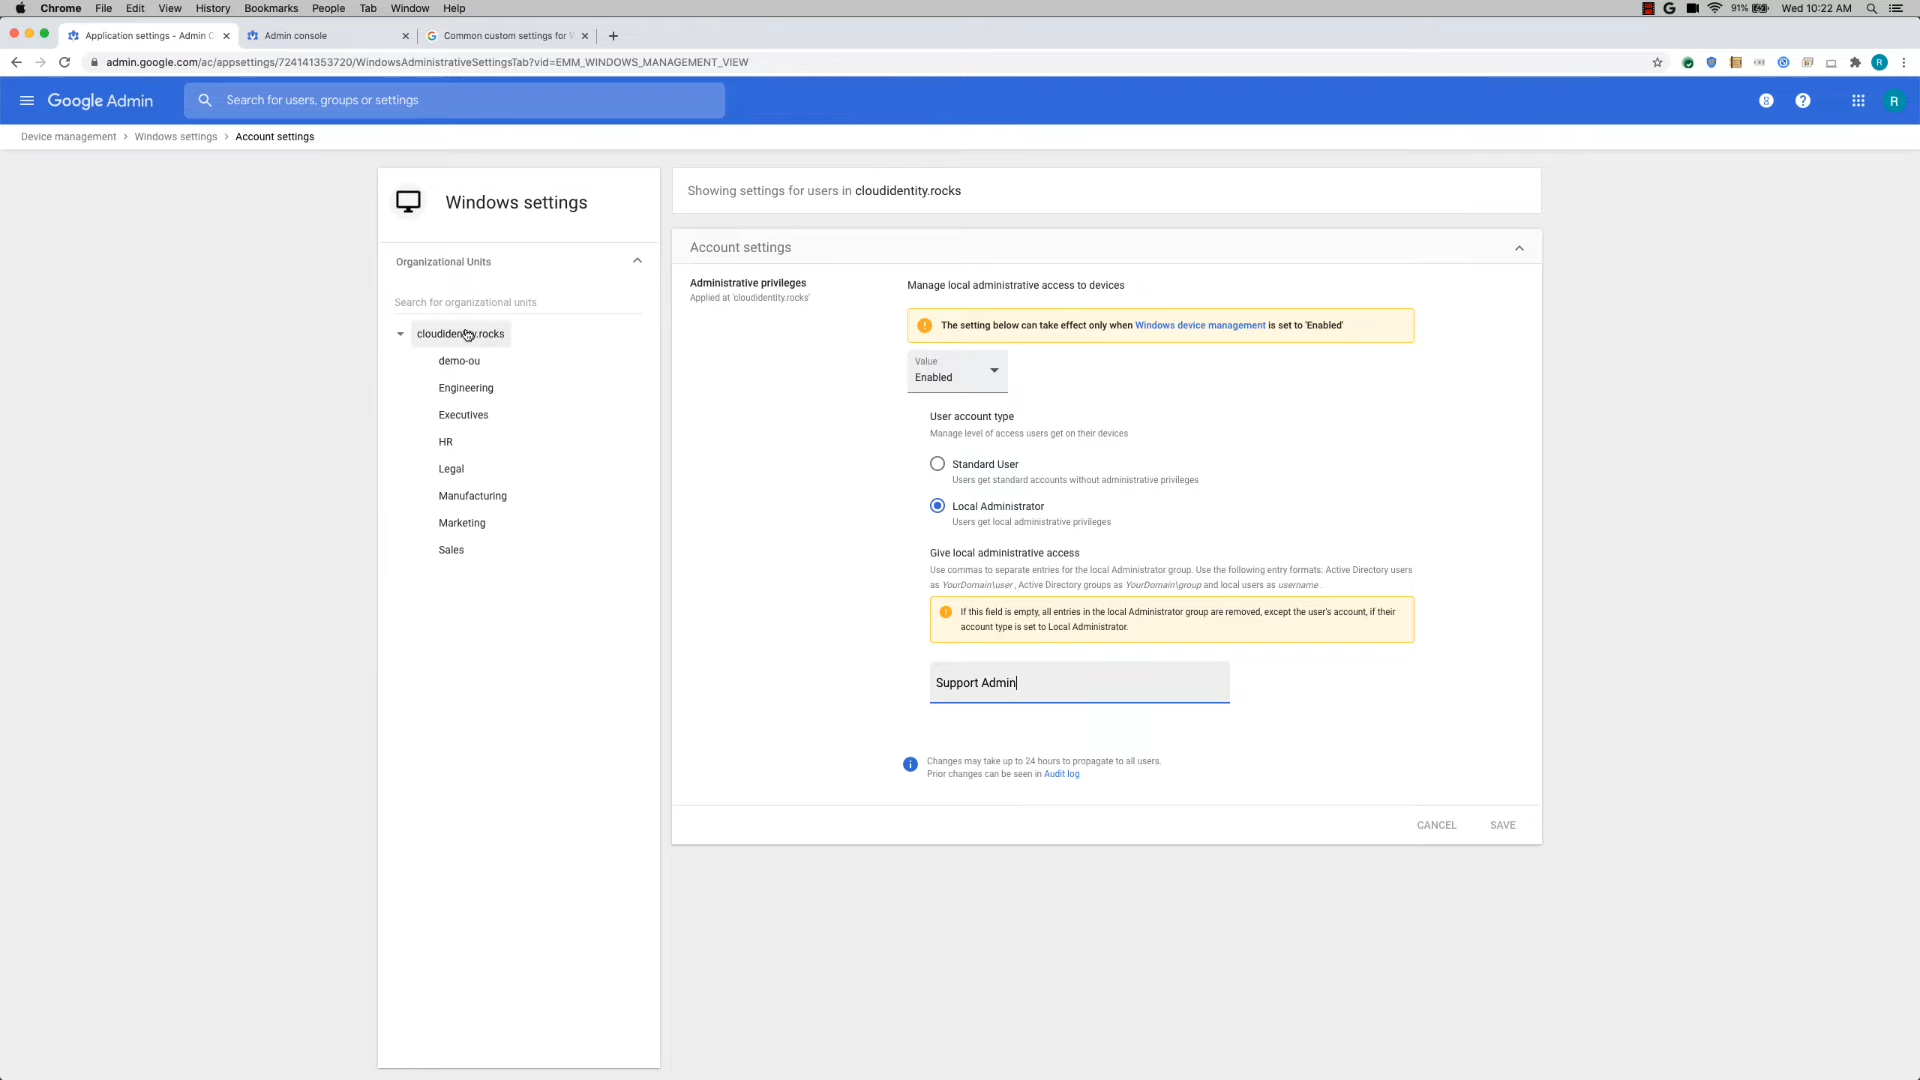 Chrome File Edit View History Bookmarks People Tab Window Help
91% Wed 10:22 AM
Application settings - Admin C
Admin console
Common custom settings for
admin.google.com/ac/appsettings/724141353720/WindowsAdministrativeSettingsTab?vid=EMM_WINDOWS_MANAGEMENT_VIEW
R
Google Admin
Search for users, groups or settings
8
?
R
Device management > Windows settings > Account settings
Windows settings
Organizational Units
Search for organizational units
cloudidentity.rocks
demo-ou
Engineering
Executives
HR
Legal
Manufacturing
Marketing
Sales
Showing settings for users in cloudidentity.rocks
Account settings
Administrative privileges
Applied at 'cloudidentity.rocks'
Manage local administrative access to devices
The setting below can take effect only when Windows device management is set to 'Enabled'
Value
Enabled
User account type
Manage level of access users get on their devices
Standard User
Users get standard accounts without administrative privileges
Local Administrator
Users get local administrative privileges
Give local administrative access
Use commas to separate entries for the local Administrator group. Use the following entry formats: Active Directory users
as YourDomain\user , Active Directory groups as YourDomain\group and local users as username .
If this field is empty, all entries in the local Administrator group are removed, except the user's account, if their
account type is set to Local Administrator.
Support Admin
Changes may take up to 24 hours to propagate to all users.
Prior changes can be seen in Audit log
CANCEL
SAVE